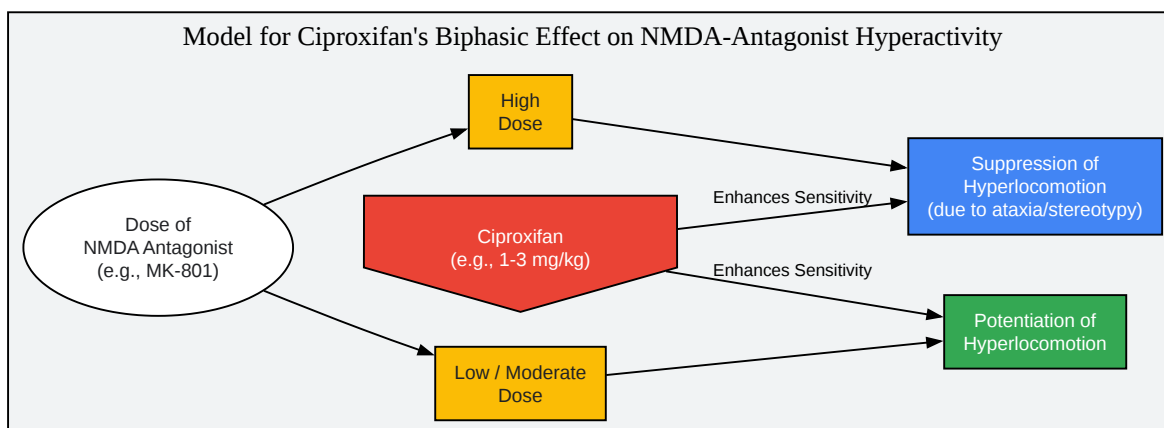 Model for Ciproxifan's Biphasic Effect on NMDA-Antagonist Hyperactivity
High
Dose
Suppression of
Hyperlocomotion
(due to ataxia/stereotypy)
Enhances Sensitivity
Dose of
NMDA Antagonist
(e.g., MK-801)
Ciproxifan
(e.g., 1-3 mg/kg)
Enhances Sensitivity
Potentiation of
Hyperlocomotion
Low / Moderate
Dose